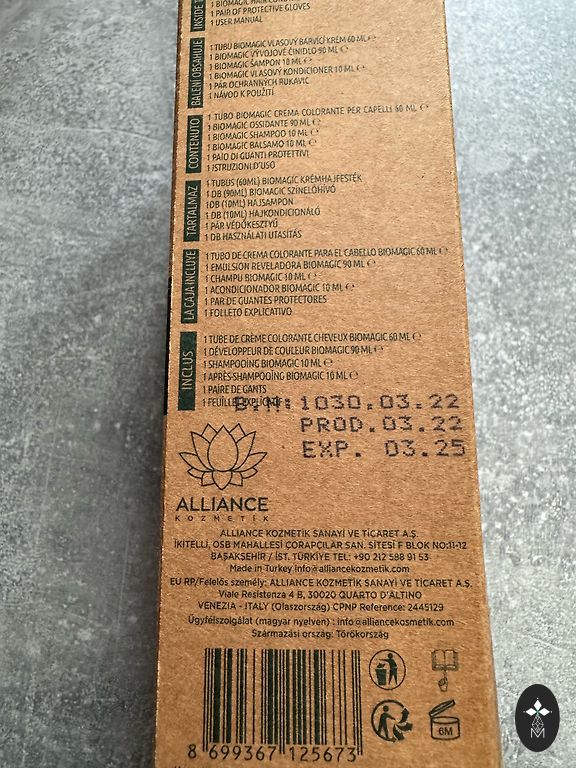 INSIDE
1 BIOMAGIC HAIR
1 PAIR OF PROTECTIVE GLOVES
1 USER MANUAL
BALENI OBSAHUJE
1 TUBU BIOMAGIC VLASOVÝ BARVICÍ KRÉM 60 ML ℮
1 BIOMAGIC VÝVOJOVÉ ČINIDLO 90 ML ℮
1 BIOMAGIC ŠAMPON 10 ML ℮
1 BIOMAGIC VLASOVÝ KONDICIONER 10 ML ℮
1 PÁR OCHRANNÝCH RUKAVIC
1 NÁVOD K POUŽITÍ
CONTENUTO
1 TUBO BIOMAGIC CREMA COLORANTE PER CAPELLI 60 ML ℮
1 BIOMAGIC OSSIDANTE 90 ML ℮
1 BIOMAGIC SHAMPOO 10 ML ℮
1 BIOMAGIC BALSAMO 10 ML ℮
1 PAIO DI GUANTI PROTETTIVI
1 ISTRUZIONI D'USO
TARTALMAZ
1 TUBUS (60ML) BIOMAGIC KRÉMHAJFESTÉK
1 DB (90ML) BIOMAGIC SZÍNELŐHÍVÓ
1DB (10ML) HAJSAMPON
1 DB (10ML) HAJKONDICIONÁLÓ
1 PÁR VÉDŐKESZTYŰ
1 DB HASZNÁLATI UTASÍTÁS
LA CAJA INCLUYE
1 TUBO DE CREMA COLORANTE PARA EL CABELLO BIOMAGIC 60 ML ℮
1 EMULSION REVELADORA BIOMAGIC 90 ML ℮
1 CHAMPU BIOMAGIC 10 ML ℮
1 ACONDICIONADOR BIOMAGIC 10 ML ℮
1 PAR DE GUANTES PROTECTORES
1 FOLLETO EXPLICATIVO
INCLUS
1 TUBE DE CRÈME COLORANTE CHEVEUX BIOMAGIC 60 ML ℮
1 DÉVELOPPEUR DE COULEUR BIOMAGIC 90 ML ℮
1 SHAMPOOING BIOMAGIC 10 ML ℮
1 APRÈS-SHAMPOOING BIOMAGIC 10 ML ℮
1 PAIRE DE GANTS
1 FEUILLET EXPLICATIF
B.N: 1030.03.22
PROD. 03.22
EXP. 03.25
ALLIANCE
KOZMETİK
ALLIANCE KOZMETİK SANAYİ VE TİCARET A.Ş.
İKİTELLİ, OSB MAHALLESİ ÇORAPÇILAR SAN. SİTESİ F BLOK NO:11-12
BAŞAKŞEHİR / İST. TÜRKİYE TEL: +90 212 588 91 53
Made in Turkey info@alliancekozmetik.com
EU RP/Felelős személy: ALLIANCE KOZMETİK SANAYİ VE TİCARET A.Ş.
Viale Resistenza 4 B, 30020 QUARTO D'ALTINO
VENEZIA - ITALY (Olaszország) CPNP Reference: 2445129
Ügyfélszolgálat (magyar nyelven) : info@alliancekosmetik.com
Származási ország: Törökország
6M
8 699367 125673
M